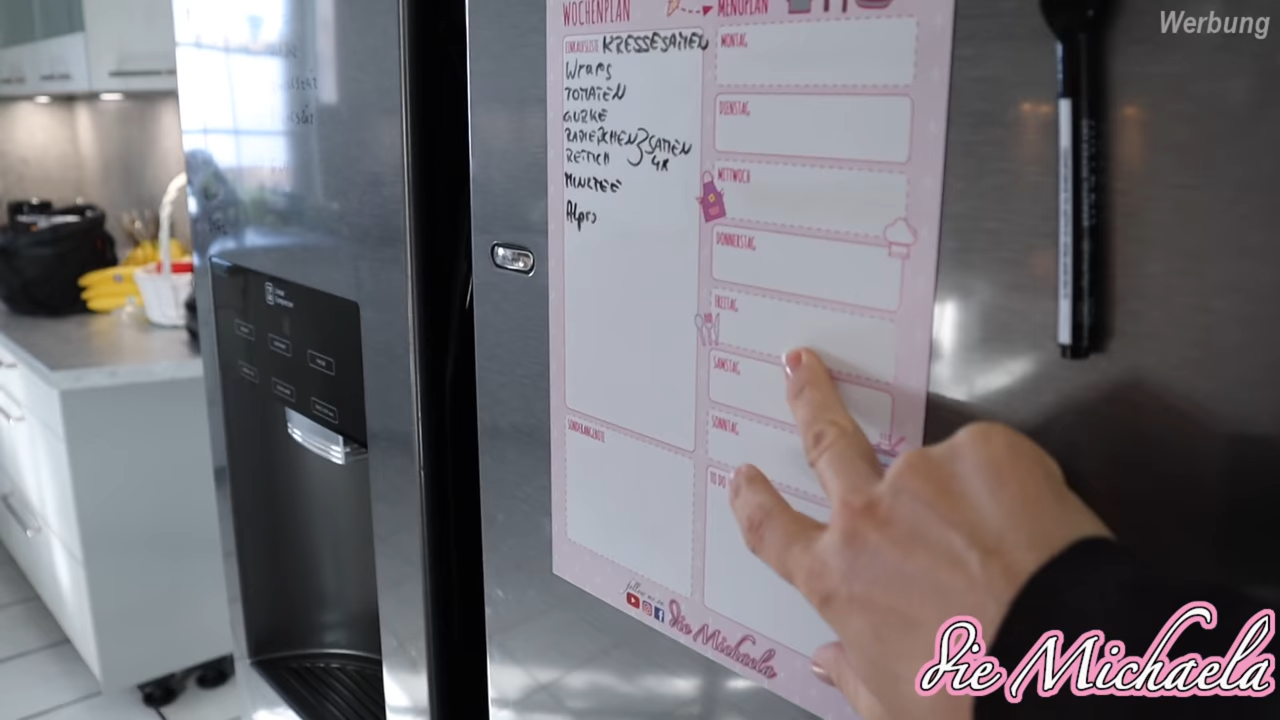 Werbung
WOCHENPLAN
MENÜPLAN
EINKAUFSLISTE KRESSESAMEN
Wraps
TOMATEN
GURKE
RADIESCHEN
RETTICH
SAMEN
4x
Alpro
SONDERANGEBOTE
MONTAG
DIENSTAG
MITTWOCH
DONNERSTAG
FREITAG
SAMSTAG
SONNTAG
TO DO
follow me on
die Michaela
die Michaela